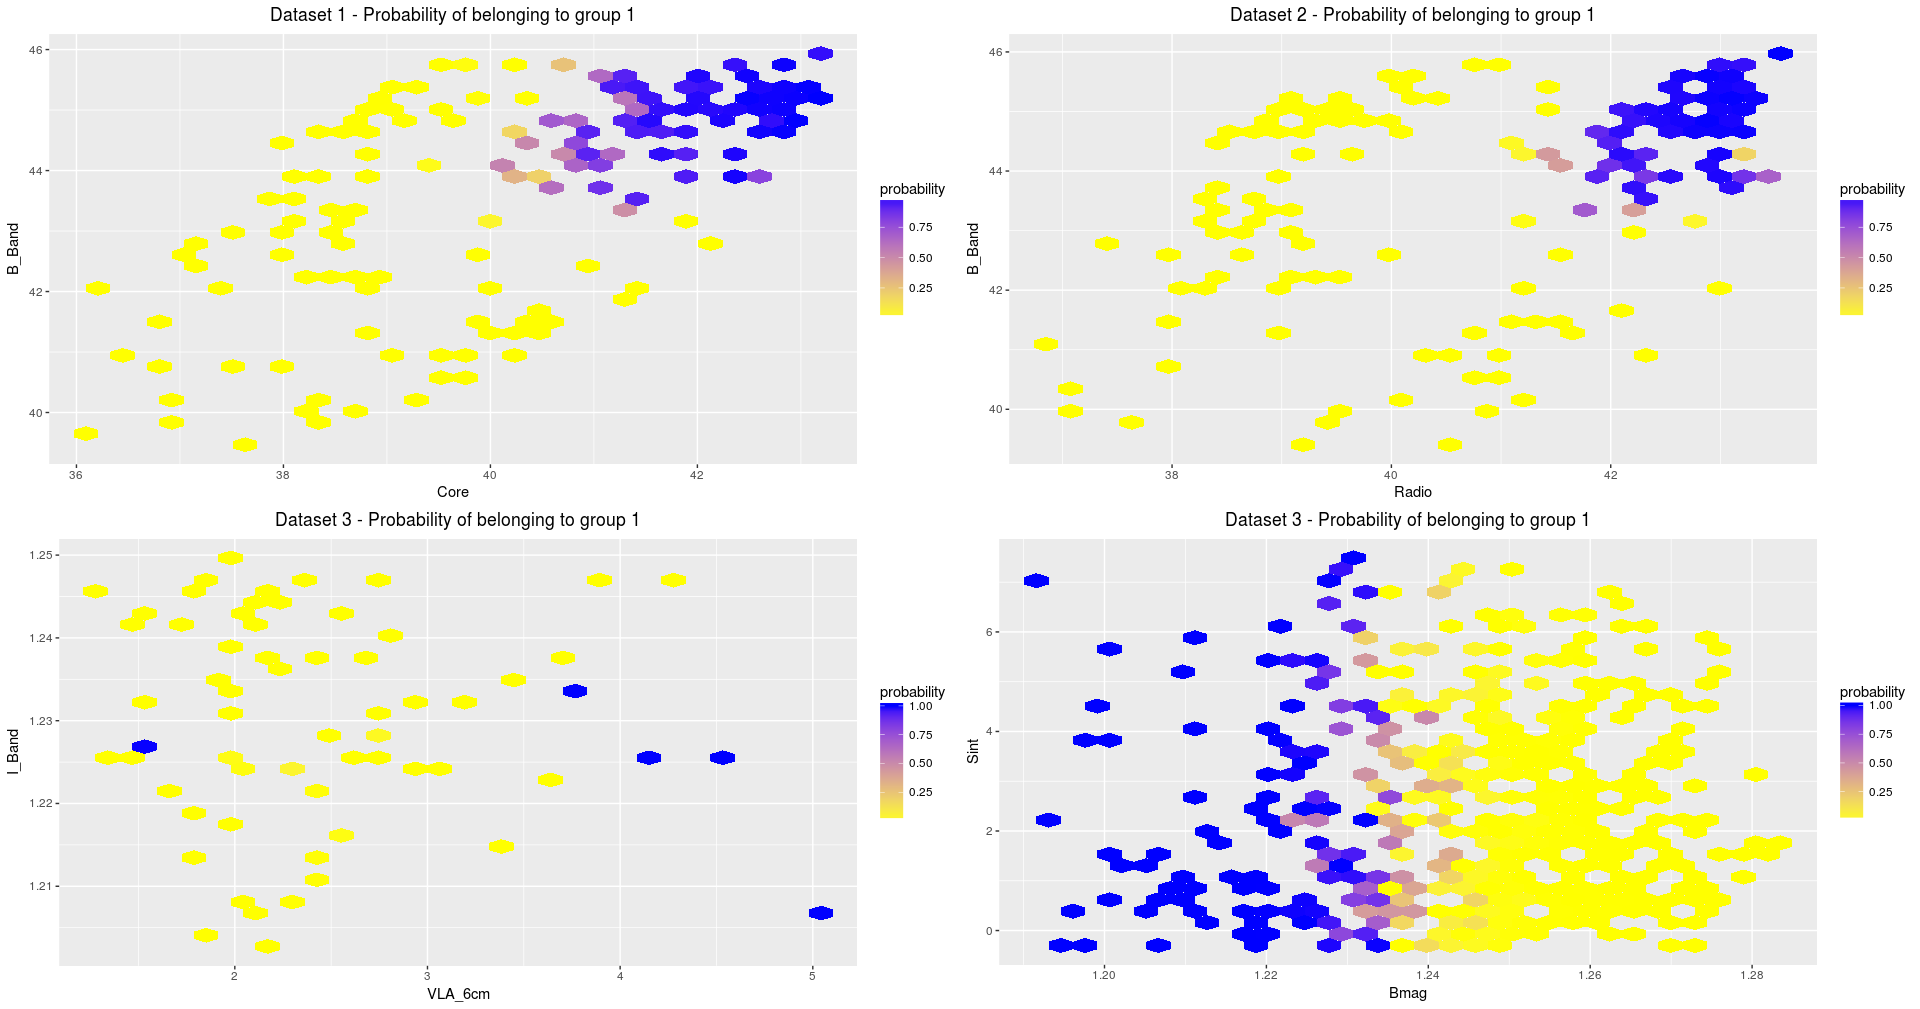 Dataset 1 - Probability of belonging to group 1
46
44
42
40
B_Band
36 38 40 42
Core
probability
0.75
0.50
0.25
Dataset 2 - Probability of belonging to group 1
46
44
42
40
B_Band
38 40 42
Radio
probability
0.75
0.50
0.25
Dataset 3 - Probability of belonging to group 1
1.25
1.24
1.23
1.22
1.21
I_Band
2 3 4 5
VLA_6cm
probability
1.00
0.75
0.50
0.25
Dataset 3 - Probability of belonging to group 1
6
4
2
0
Sint
1.20 1.22 1.24 1.26 1.28
Bmag
probability
1.00
0.75
0.50
0.25